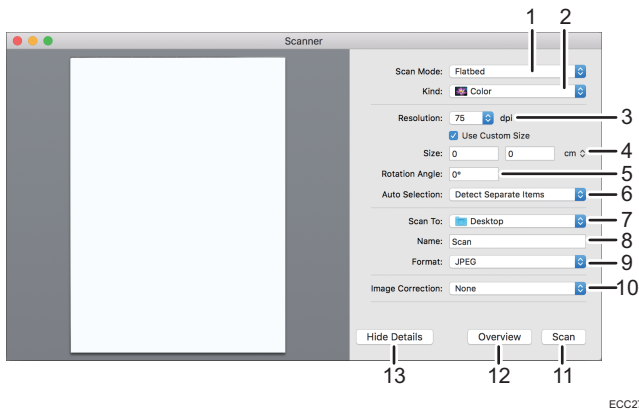 1 2
Scanner
Scan Mode: Flatbed
Kind: Color
Resolution: 75 dpi 3
Use Custom Size
Size: 0 0 cm 4
Rotation Angle: 0° 5
Auto Selection: Detect Separate Items 6
Scan To: Desktop 7
Name: Scan 8
Format: JPEG 9
Image Correction: None 10
Hide Details Overview Scan
13 12 11